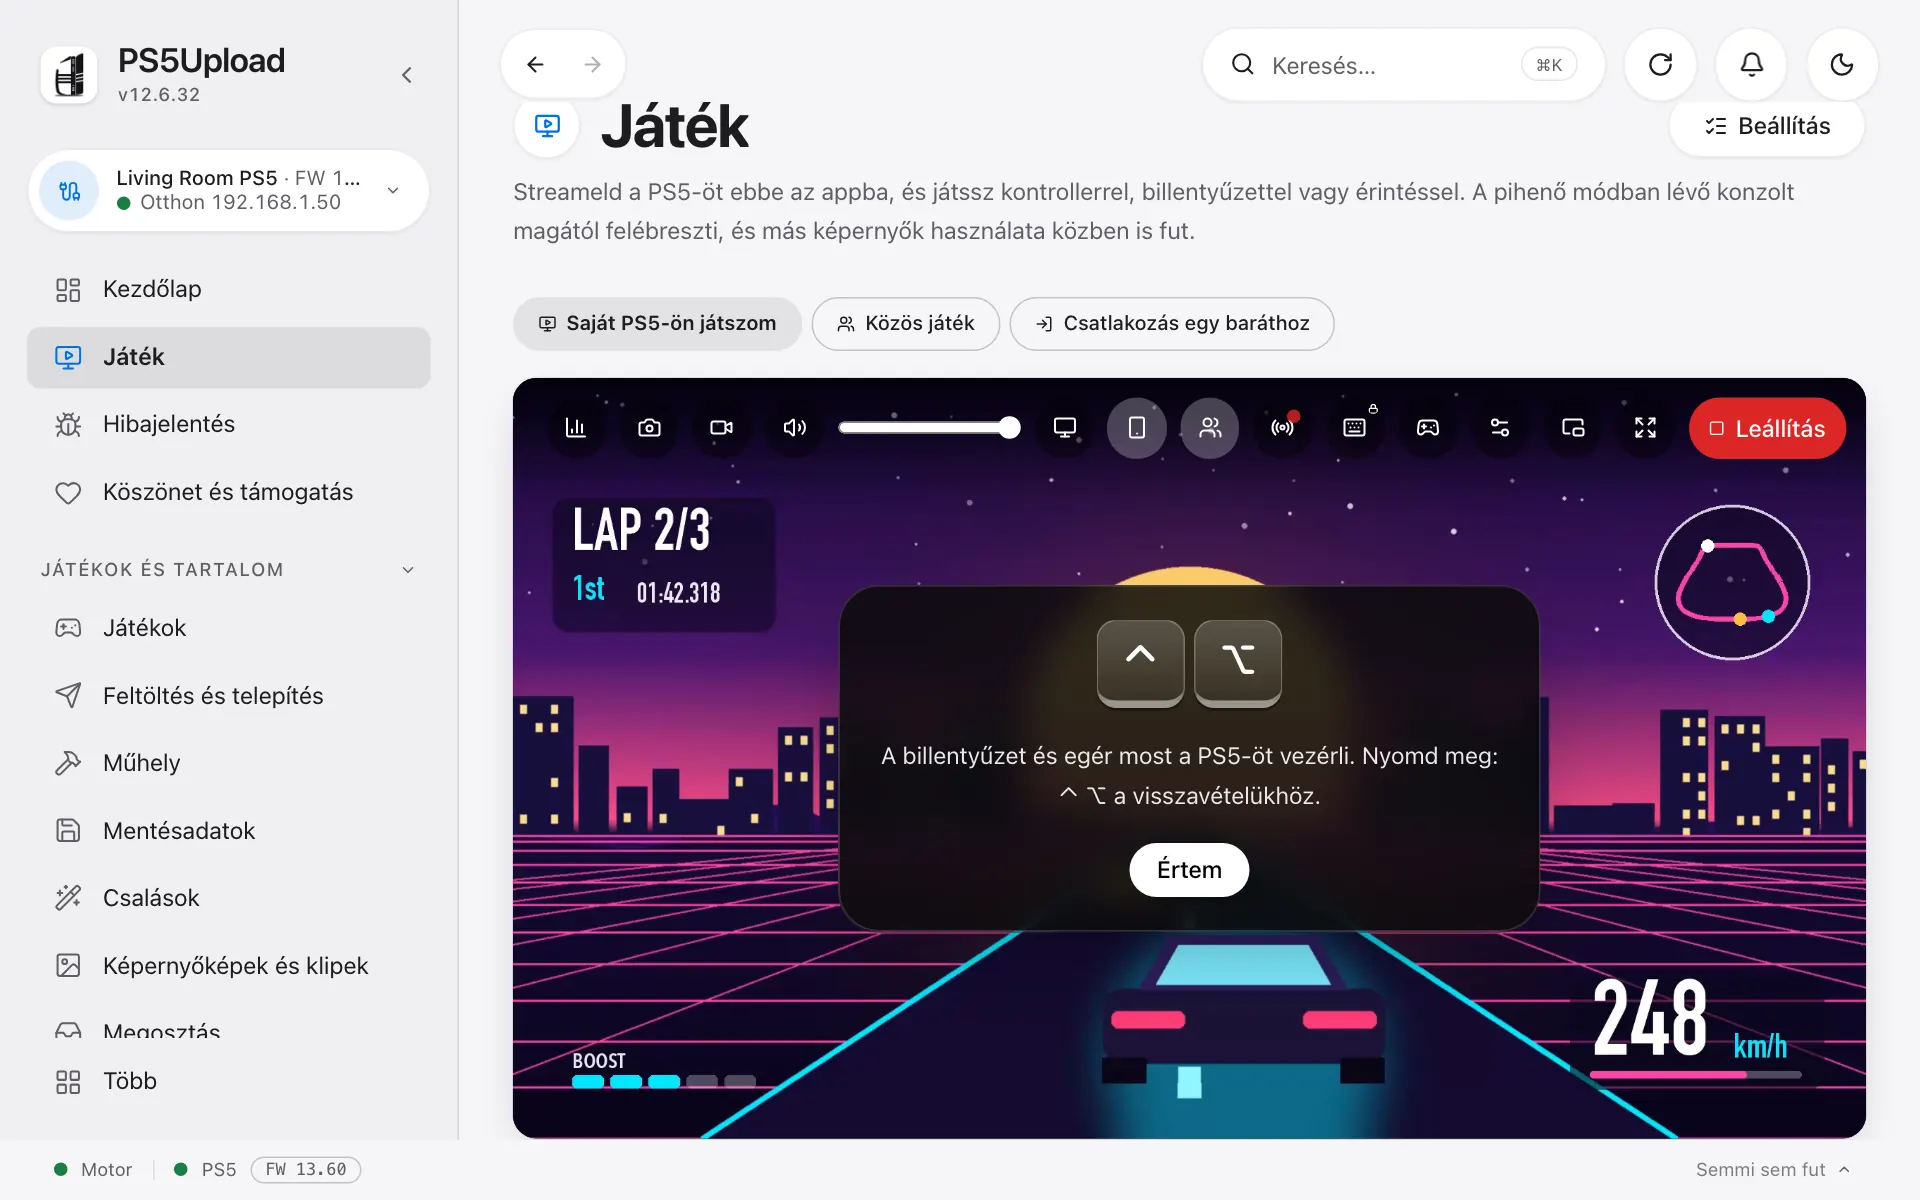 PS5Upload
v12.6.32
Living Room PS5 · FW 1...
Otthon 192.168.1.50
Kezdőlap
Játék
Hibajelentés
Köszönet és támogatás
JÁTÉKOK ÉS TARTALOM
Játékok
Feltöltés és telepítés
Műhely
Mentésadatok
Csalások
Képernyőképek és klipek
Megosztás
Több
Keresés...
⌘K
Játék
Beállítás
Streameld a PS5-öt ebbe az appba, és játssz kontrollerrel, billentyűzettel vagy érintéssel. A pihenő módban lévő konzolt
magától felébreszti, és más képernyők használata közben is fut.
Saját PS5-ön játszom
Közös játék
Csatlakozás egy baráthoz
Leállítás
LAP 2/3
1st 01:42.318
⌃ ⌥
A billentyűzet és egér most a PS5-öt vezérli. Nyomd meg:
⌃ ⌥ a visszavételükhöz.
Értem
BOOST
248 km/h
Motor
PS5
FW 13.60
Semmi sem fut